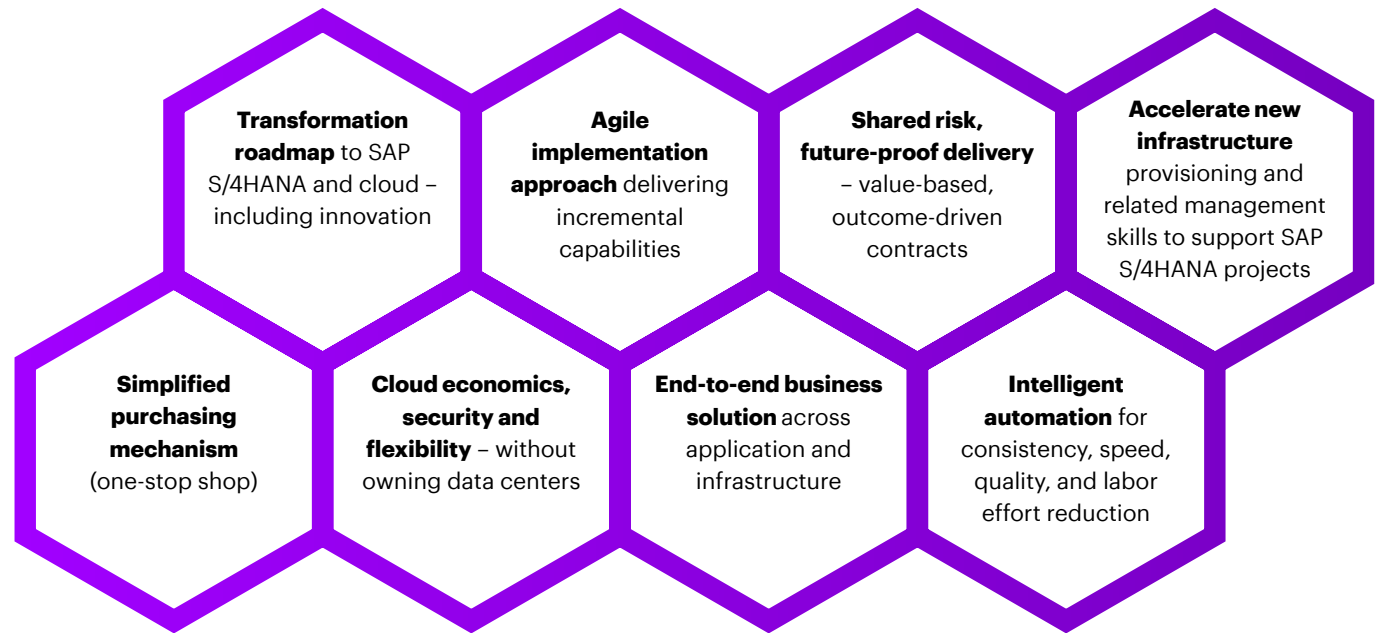 Transformation
roadmap to SAP
S/4HANA and cloud –
including innovation
Agile
implementation
approach delivering
incremental
capabilities
Shared risk,
future-proof delivery
– value-based,
outcome-driven
contracts
Accelerate new
infrastructure
provisioning and
related management
skills to support SAP
S/4HANA projects
Simplified
purchasing
mechanism
(one-stop shop)
Cloud economics,
security and
flexibility – without
owning data centers
End-to-end business
solution across
application and
infrastructure
Intelligent
automation for
consistency, speed,
quality, and labor
effort reduction